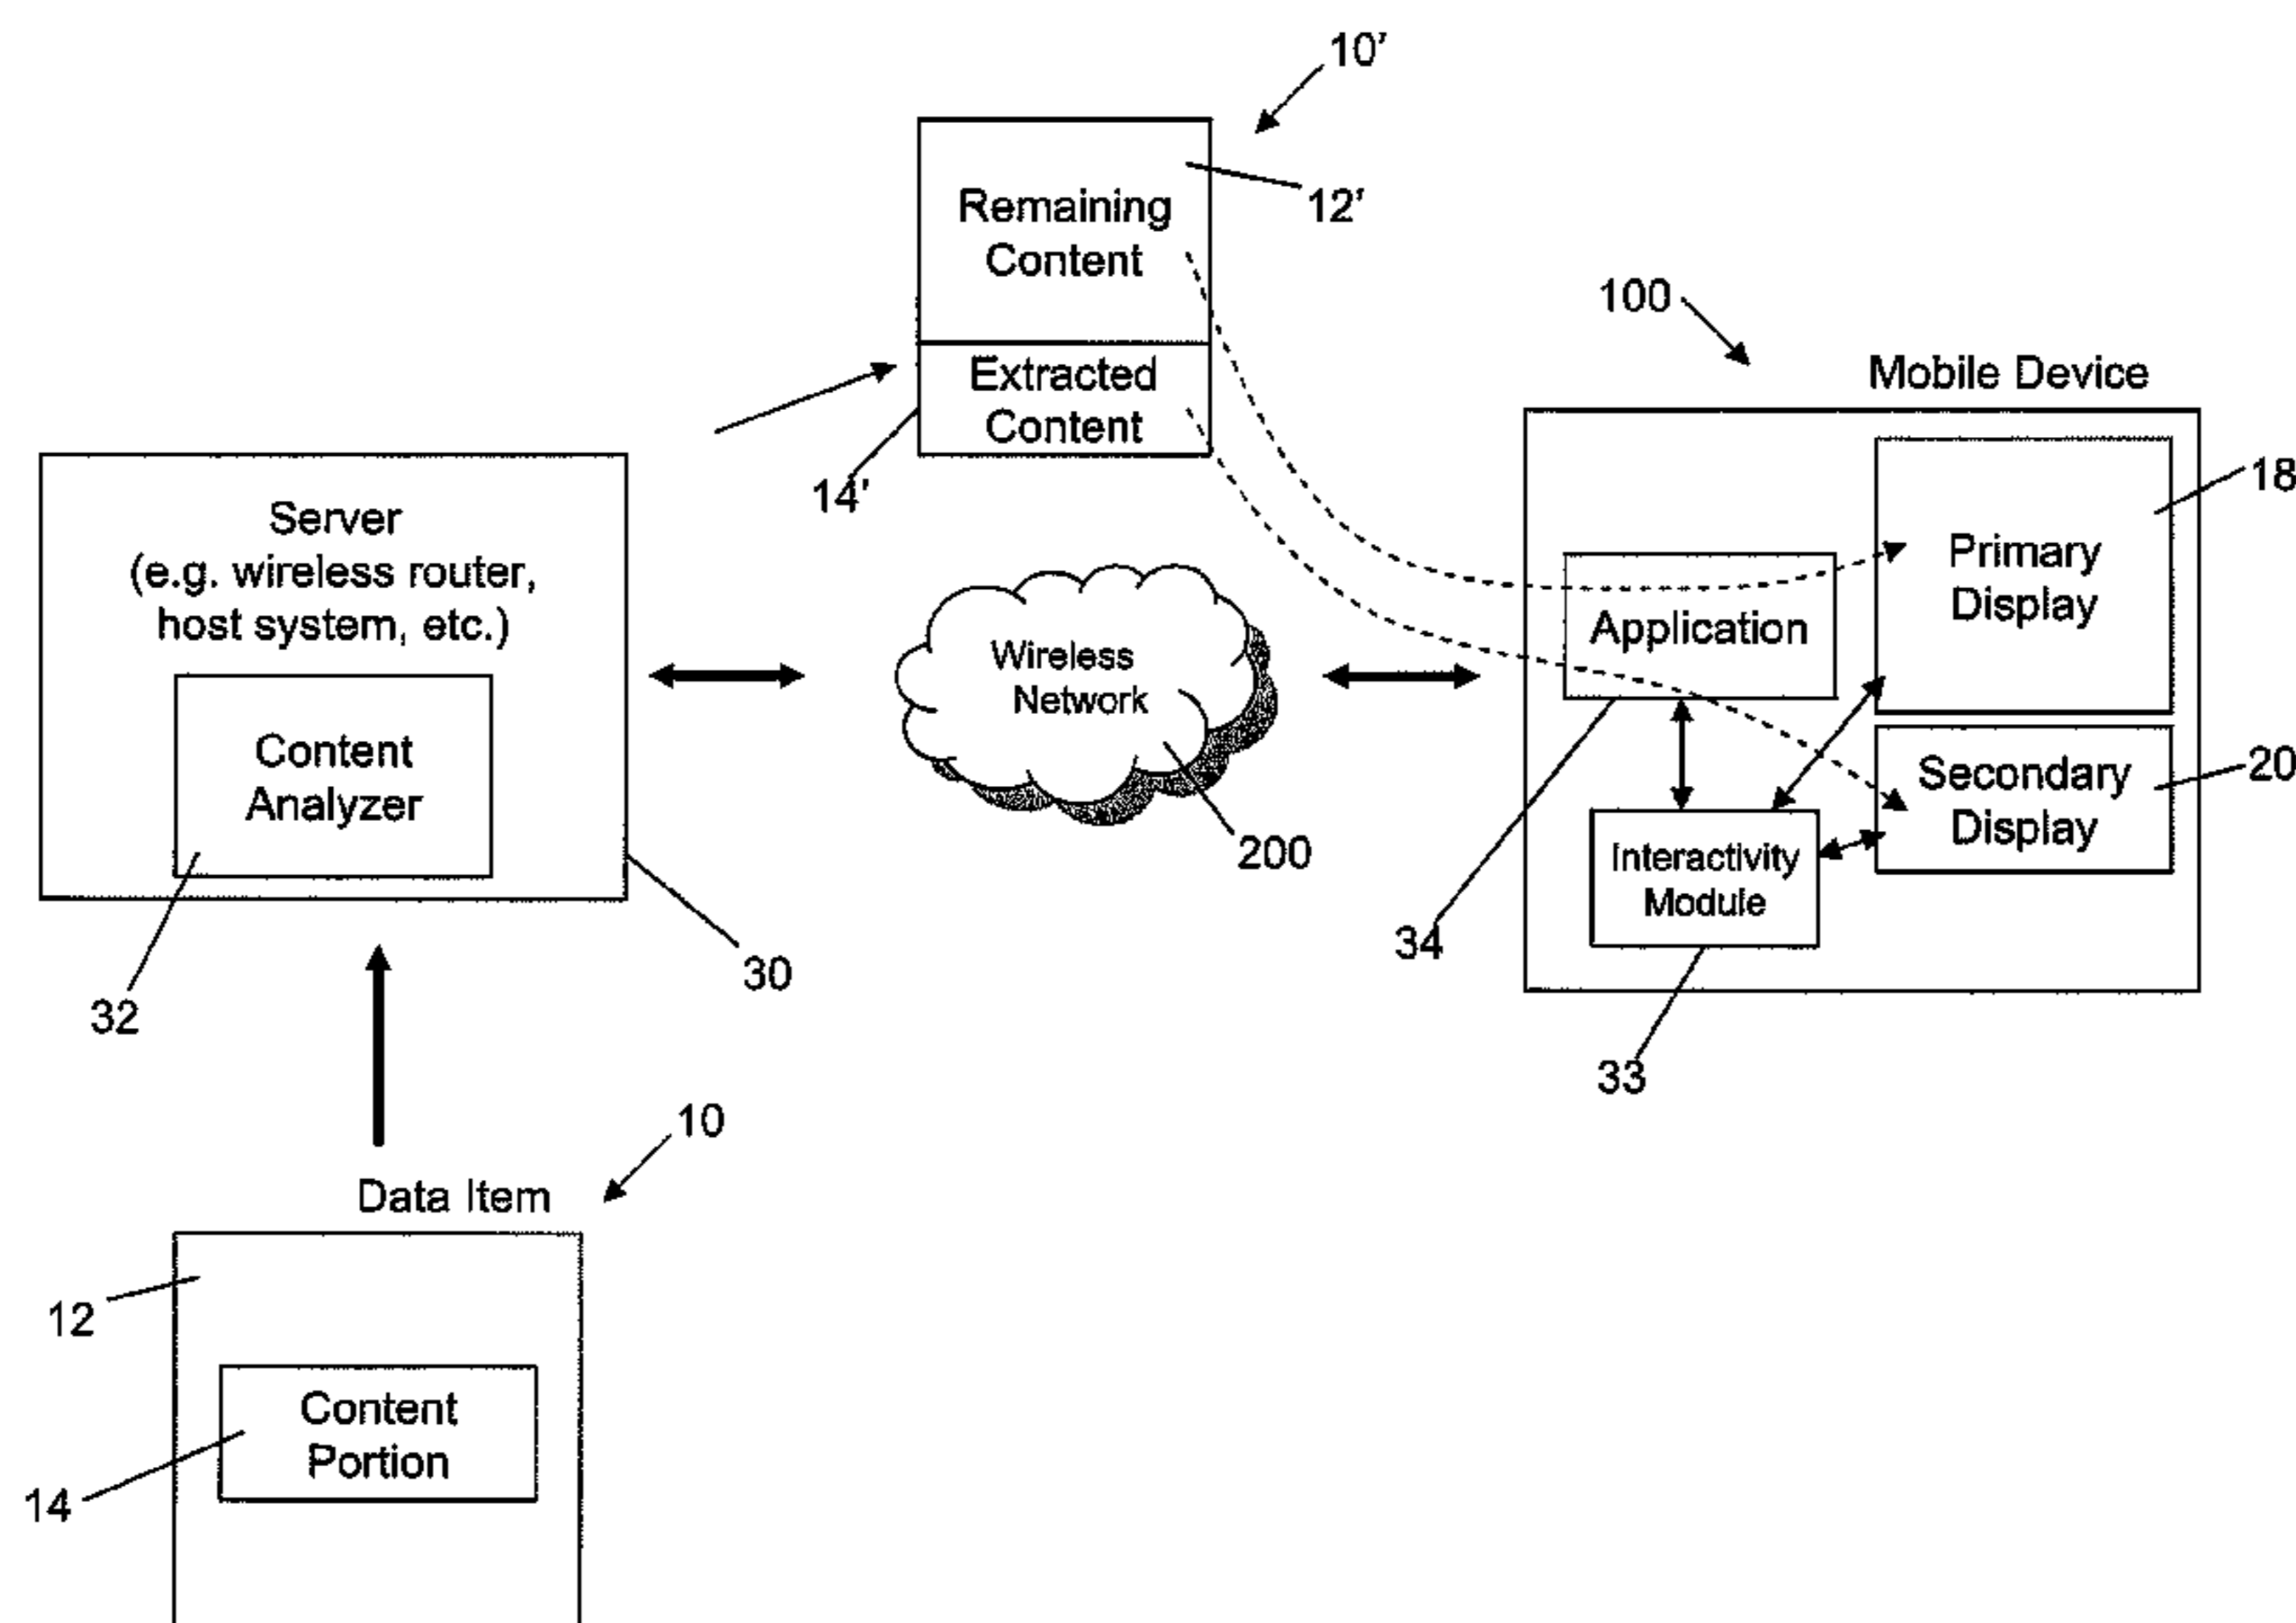 10'
Remaining
Content
12'
Extracted
Content
14'
100
Mobile Device
18
Primary
Display
Application
Secondary
Display
20
Interactivity
Module
34
33
Server
(e.g. wireless router,
host system, etc.)
Content
Analyzer
32
30
Wireless
Network
200
10
Data Item
12
Content
Portion
14